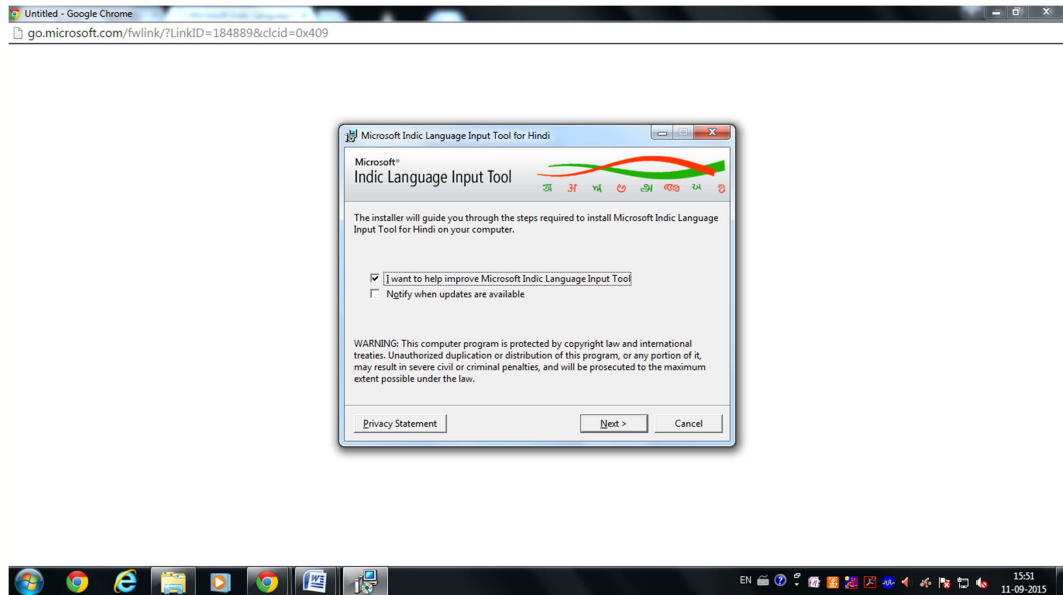 Untitled - Google Chrome
go.microsoft.com/fwlink/?LinkID=184889&clcid=0x409
Microsoft Indic Language Input Tool for Hindi
Microsoft®
Indic Language Input Tool
The installer will guide you through the steps required to install Microsoft Indic Language
Input Tool for Hindi on your computer.
I want to help improve Microsoft Indic Language Input Tool
Notify when updates are available
WARNING: This computer program is protected by copyright law and international
treaties. Unauthorized duplication or distribution of this program, or any portion of it,
may result in severe civil or criminal penalties, and will be prosecuted to the maximum
extent possible under the law.
Privacy Statement
Next >
Cancel
EN
15:51
11-09-2015